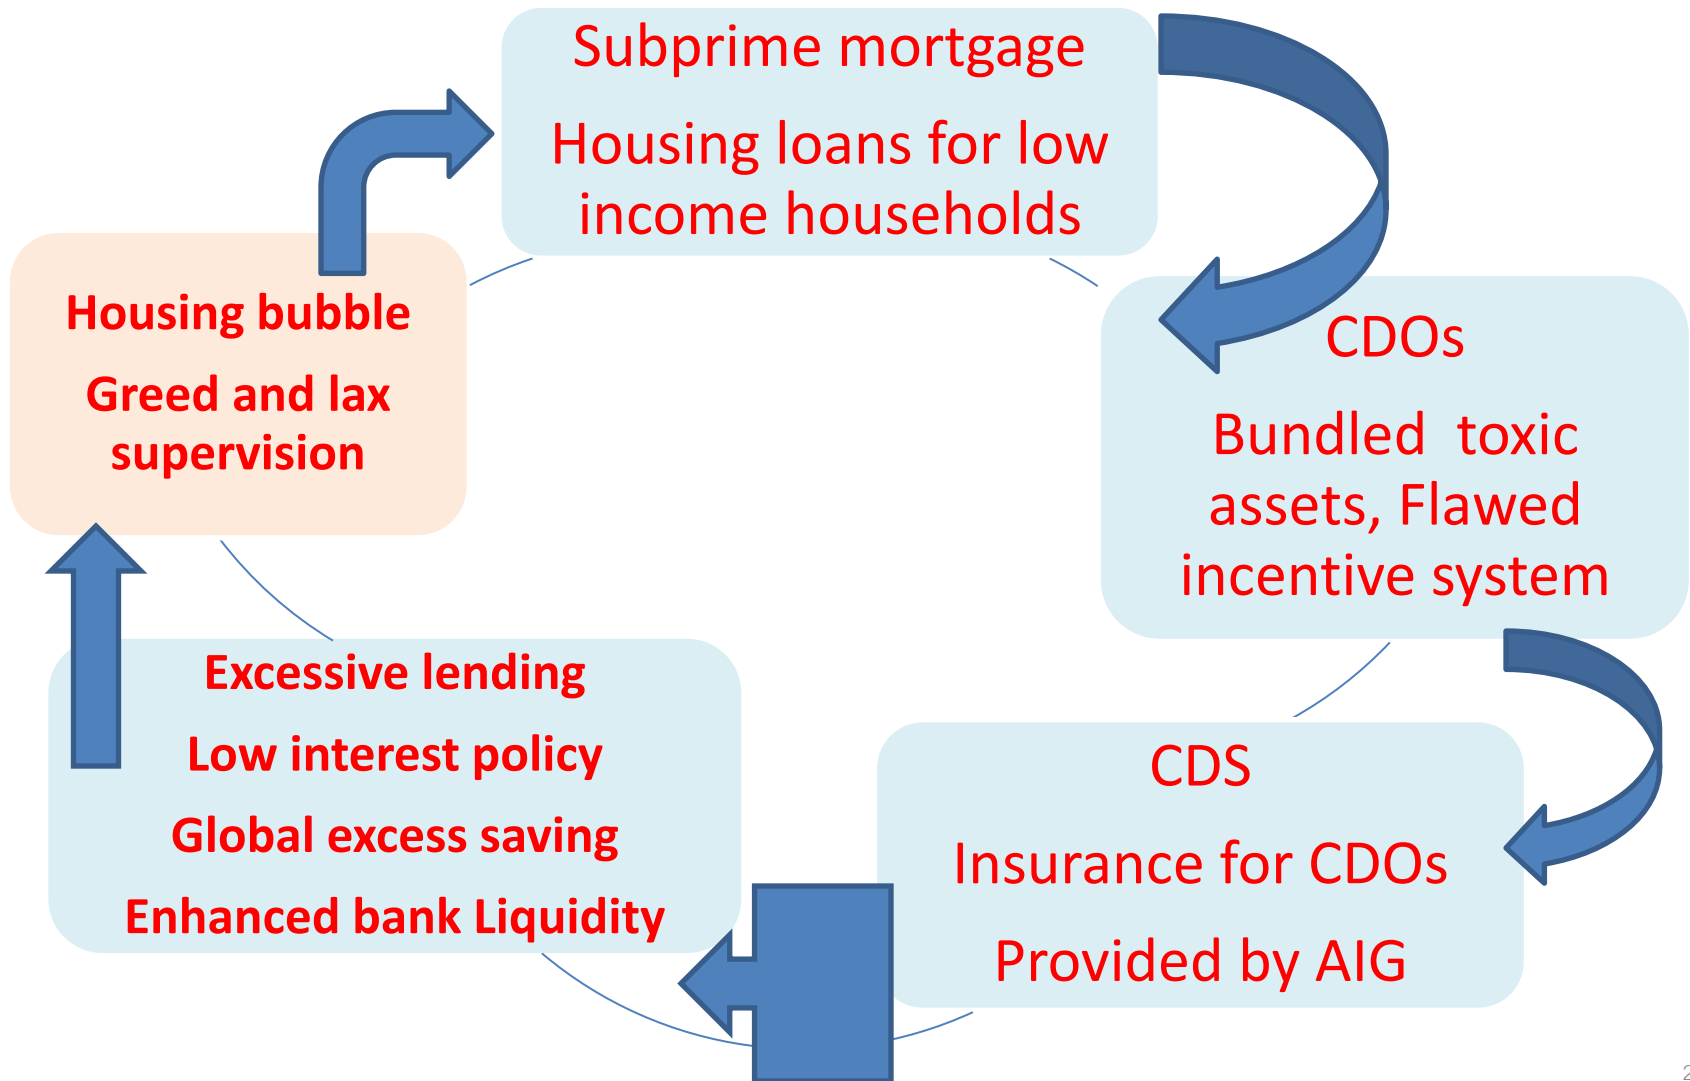 Subprime mortgage
Housing loans for low
income households
Housing bubble
Greed and lax
supervision
CDOs
Bundled  toxic
assets, Flawed
incentive system
Excessive lending
Low interest policy
Global excess saving
Enhanced bank Liquidity
CDS
Insurance for CDOs
Provided by AIG
2